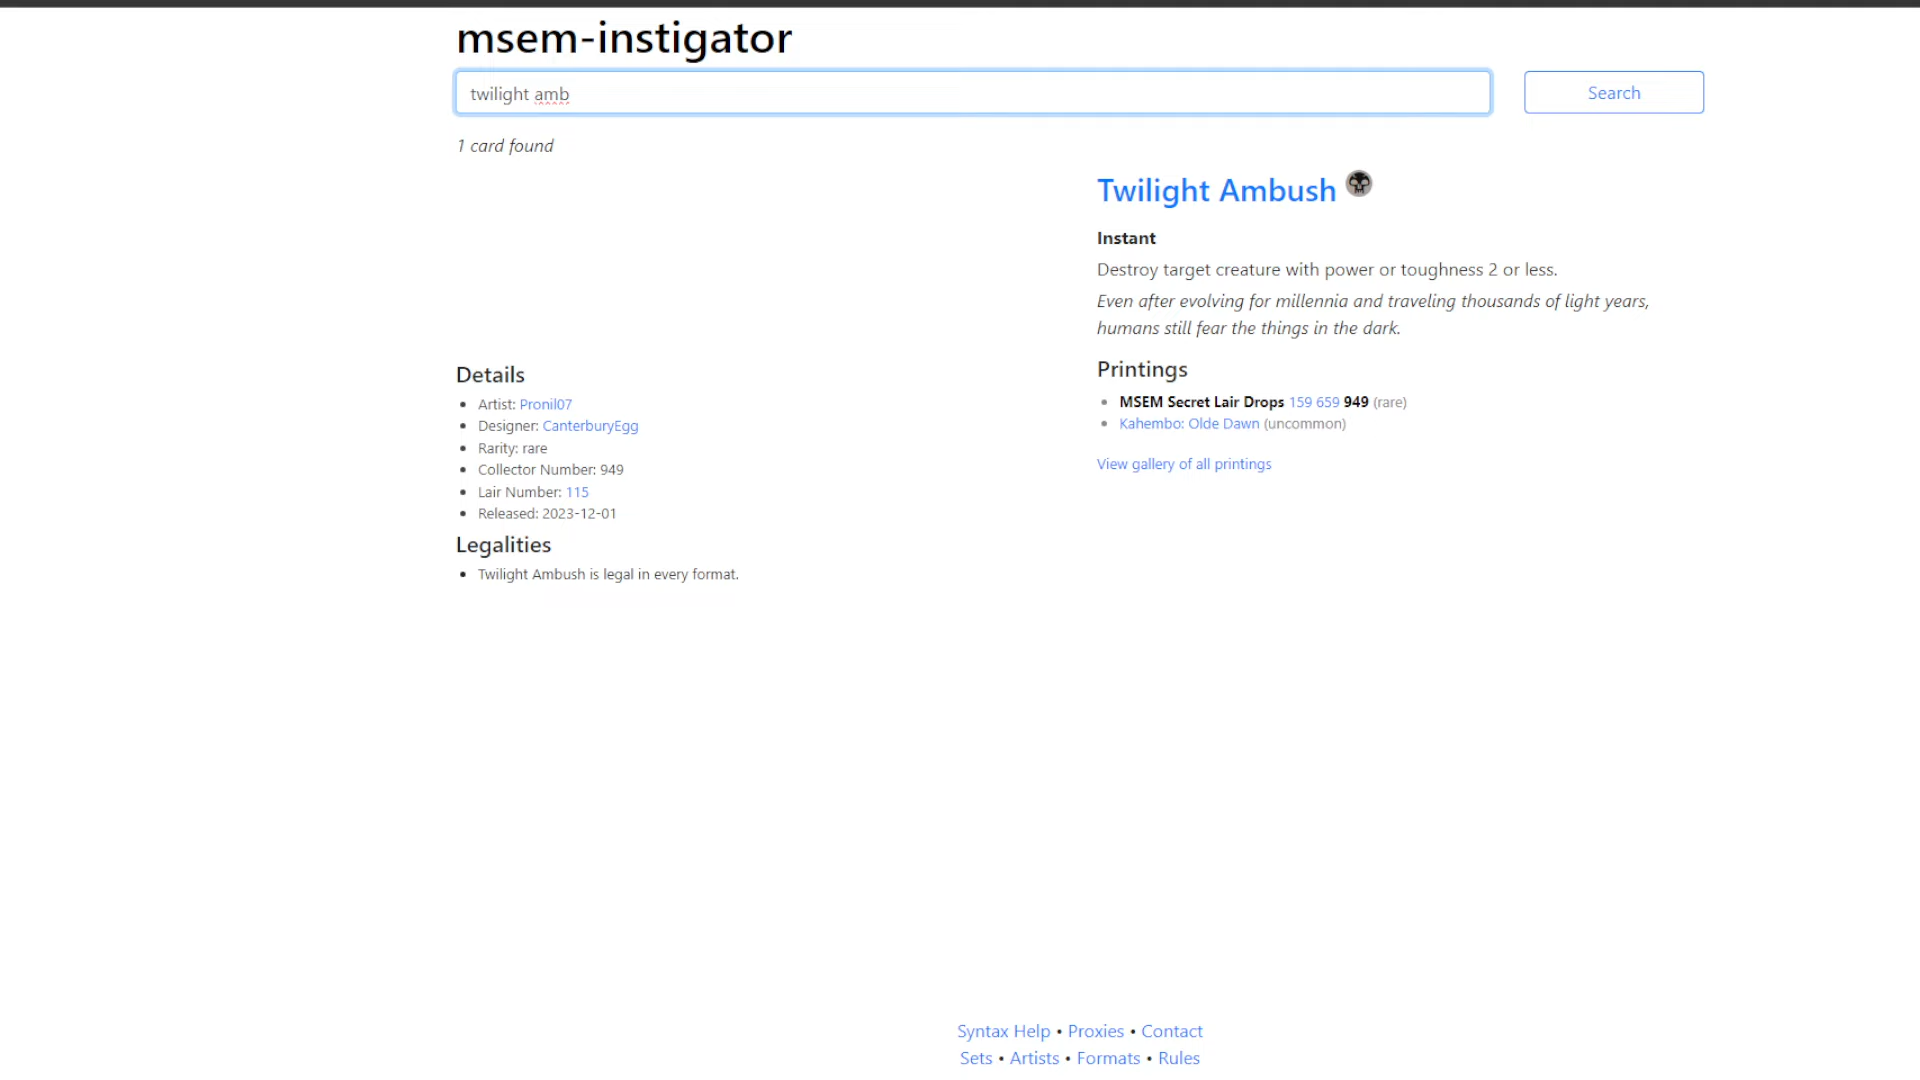 msem-instigator
twilight amb
Search
1 card found
Twilight Ambush
Instant
Destroy target creature with power or toughness 2 or less.
Even after evolving for millennia and traveling thousands of light years,
humans still fear the things in the dark.
Printings
MSEM Secret Lair Drops 159 659 949 (rare)
Kahembo: Olde Dawn (uncommon)
View gallery of all printings
Details
Artist: Pronil07
Designer: CanterburyEgg
Rarity: rare
Collector Number: 949
Lair Number: 115
Released: 2023-12-01
Legalities
Twilight Ambush is legal in every format.
Syntax Help • Proxies • Contact
Sets • Artists • Formats • Rules